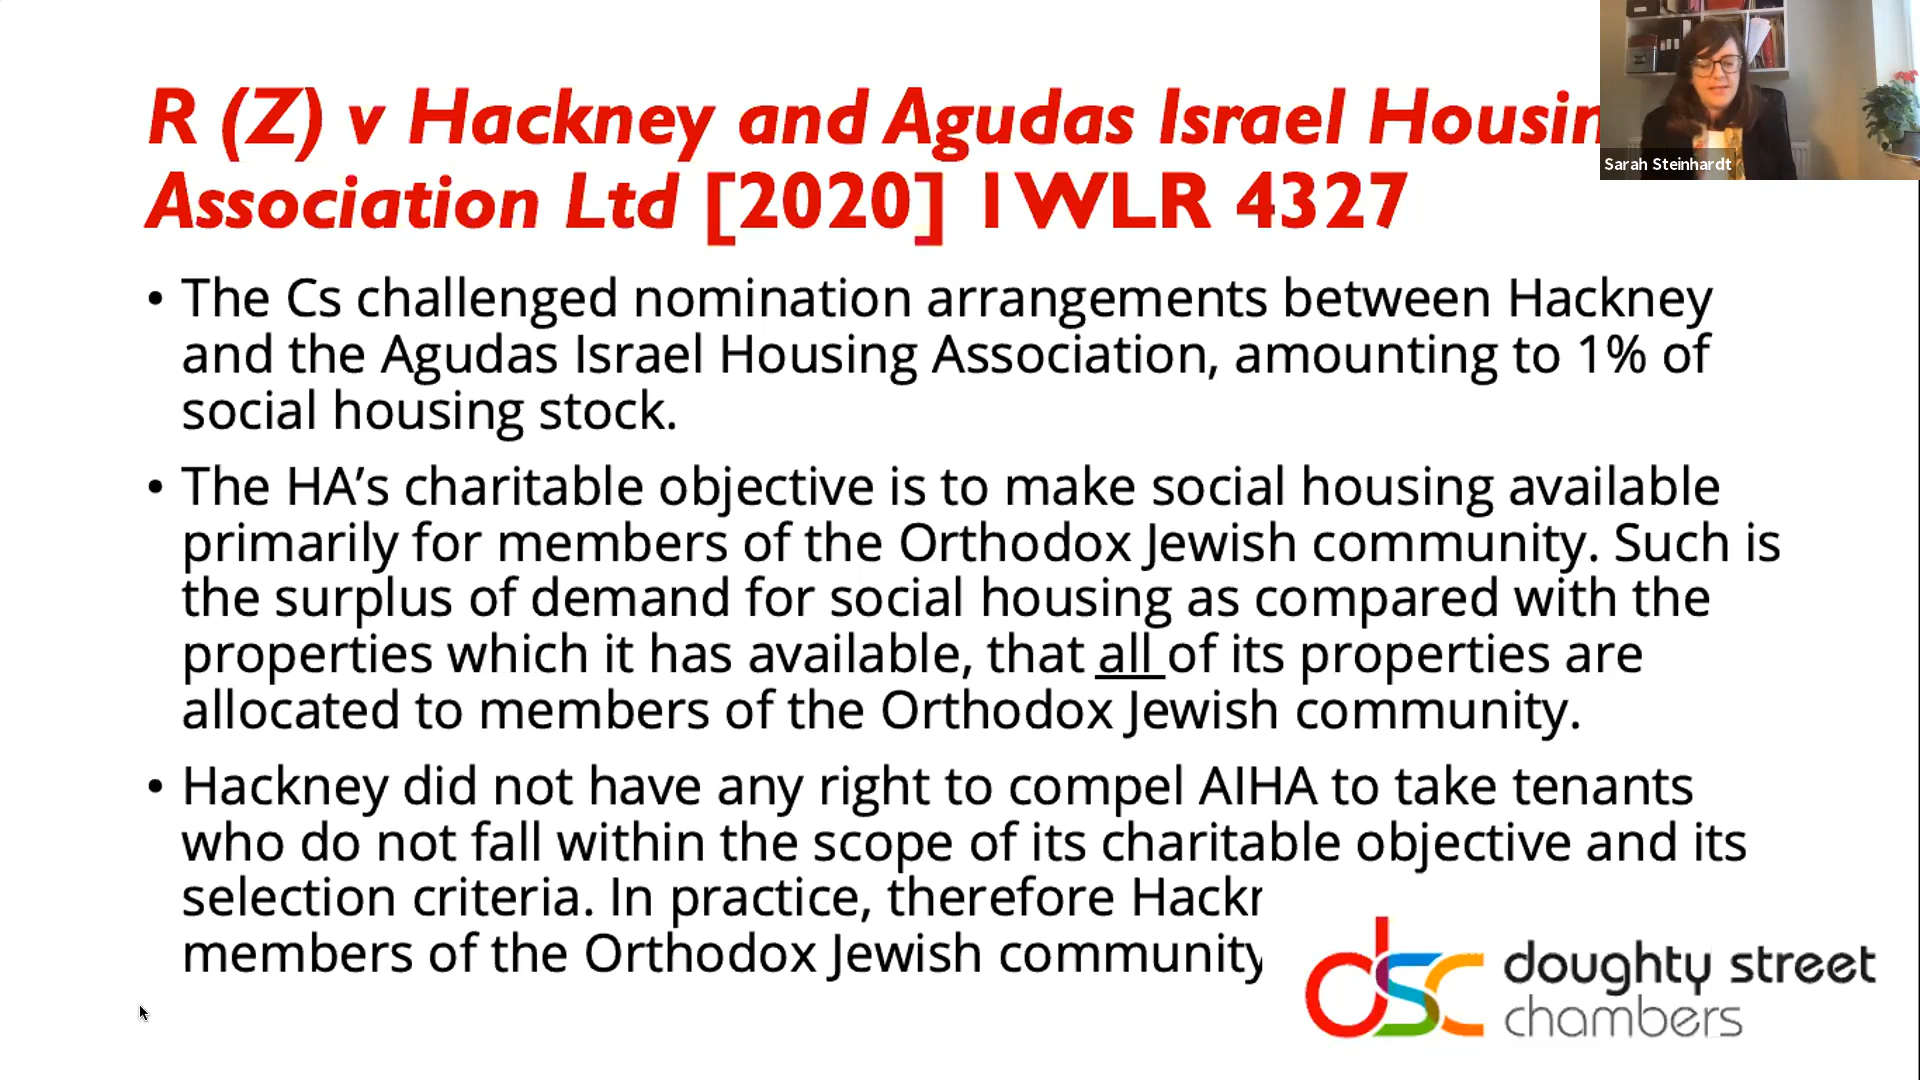 R (Z) v Hackney and Agudas Israel Housin
Association Ltd [2020] 1 WLR 4327
• The Cs challenged nomination arrangements between Hackney
and the Agudas Israel Housing Association, amounting to 1% of
social housing stock.
• The HA’s charitable objective is to make social housing available
primarily for members of the Orthodox Jewish community. Such is
the surplus of demand for social housing as compared with the
properties which it has available, that all of its properties are
allocated to members of the Orthodox Jewish community.
• Hackney did not have any right to compel AIHA to take tenants
who do not fall within the scope of its charitable objective and its
selection criteria. In practice, therefore Hackn
members of the Orthodox Jewish community
Sarah Steinhardt
dsc doughty street
chambers